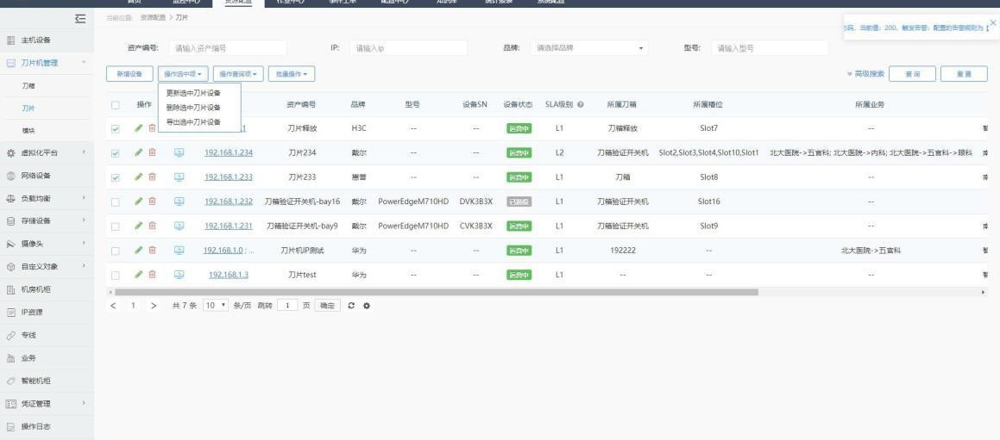 首页 监控中心 资源配置 作业中心 事件工单 配置中心 知识库 统计报表 系统配置
当前位置: 资源配置 > 刀片
主机设备
刀片机管理
刀箱
刀片
模块
虚拟化平台
网络设备
负载均衡
存储设备
摄像头
自定义对象
机房机柜
IP资源
专线
业务
智能机柜
凭证管理
操作日志
当前值: 200, 触发告警: 配置的告警规则为
资产编号: 请输入资产编号 IP: 请输入ip 品牌: 请选择品牌 型号: 请输入型号
新增设备 操作选中项 操作查询项 批量操作 高级搜索 查询 重置
更新选中刀片设备
删除选中刀片设备
导出选中刀片设备
操作 资产编号 品牌 型号 设备SN 设备状态 SLA级别 所属刀箱 所属槽位 所属业务
.1 刀片释放 H3C -- -- 运营中 L1 刀箱释放 Slot7 --
192.168.1.234 刀片234 戴尔 -- -- 运营中 L2 刀箱验证开关机 Slot2,Slot3,Slot4,Slot10,Slot1 北大医院->五官科; 北大医院->内科; 北大医院->五官科->眼科
192.168.1.233 刀片233 惠普 -- -- 运营中 L1 刀箱 Slot8 --
192.168.1.232 刀箱验证开关机-bay16 戴尔 PowerEdgeM710HD DVK3B3X 已退役 L1 刀箱验证开关机 Slot16 --
192.168.1.231 刀箱验证开关机-bay9 戴尔 PowerEdgeM710HD CVK3B3X 运营中 L1 刀箱验证开关机 Slot9 --
192.168.1.0 ; ... 刀片机IP测试 华为 -- -- 运营中 L1 192222 -- 北大医院->五官科
192.168.1.3 刀片test 华为 -- -- 运营中 L1 -- -- --
< 1 > 共 7 条 10 条/页 跳转 1 页 确定